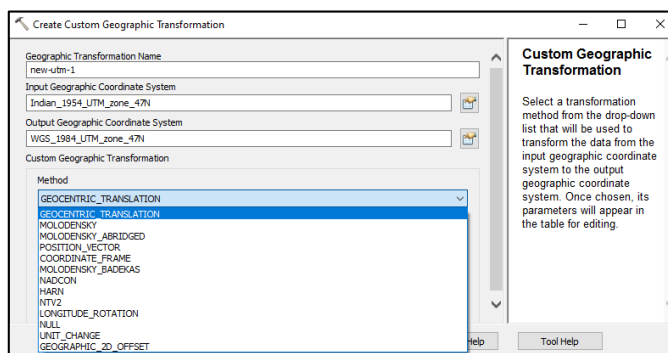 Create Custom Geographic Transformation
Geographic Transformation Name
new-utm-1
Input Geographic Coordinate System
Indian_1954_UTM_zone_47N
Output Geographic Coordinate System
WGS_1984_UTM_zone_47N
Custom Geographic Transformation
Method
GEOCENTRIC_TRANSLATION
GEOCENTRIC_TRANSLATION
MOLODENSKY
MOLODENSKY_ABRIDGED
POSITION_VECTOR
COORDINATE_FRAME
MOLODENSKY_BADEKAS
NADCON
HARN
NTV2
LONGITUDE_ROTATION
NULL
UNIT_CHANGE
GEOGRAPHIC_2D_OFFSET
Help
Custom Geographic
Transformation
Select a transformation
method from the drop-down
list that will be used to
transform the data from the
input geographic coordinate
system to the output
geographic coordinate
system. Once chosen, its
parameters will appear in
the table for editing.
Tool Help